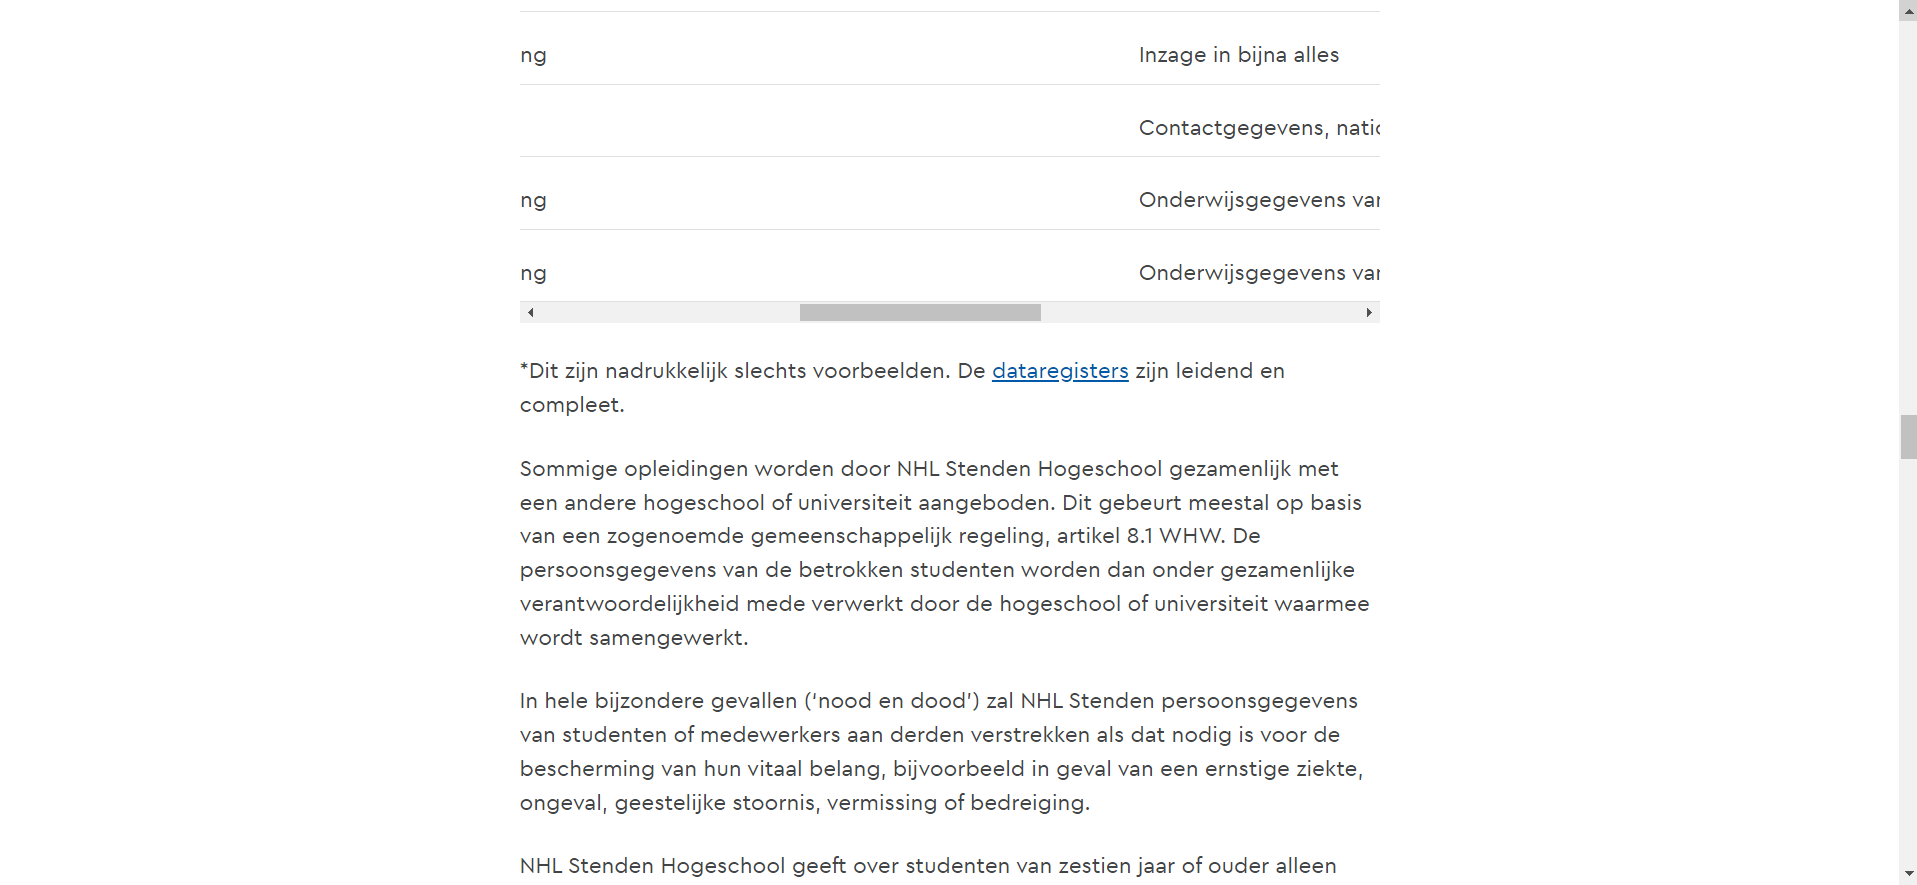 ng Inzage in bijna alles
Contactgegevens,
ng Onderwijsgegevens
ng Onderwijsgegevens
*Dit zijn nadrukkelijk slechts voorbeelden. De dataregisters zijn leidend en
compleet.
Sommige opleidingen worden door NHL Stenden Hogeschool gezamenlijk met
een andere hogeschool of universiteit aangeboden. Dit gebeurt meestal op basis
van een zogenoemde gemeenschappelijk regeling, artikel 8.1 WHW. De
persoonsgegevens van de betrokken studenten worden dan onder gezamenlijke
verantwoordelijkheid mede verwerkt door de hogeschool of universiteit waarmee
wordt samengewerkt.
In hele bijzondere gevallen (‘nood en dood’) zal NHL Stenden persoonsgegevens
van studenten of medewerkers aan derden verstrekken als dat nodig is voor de
bescherming van hun vitaal belang, bijvoorbeeld in geval van een ernstige ziekte,
ongeval, geestelijke stoornis, vermissing of bedreiging.
NHL Stenden Hogeschool geeft over studenten van zestien jaar of ouder alleen